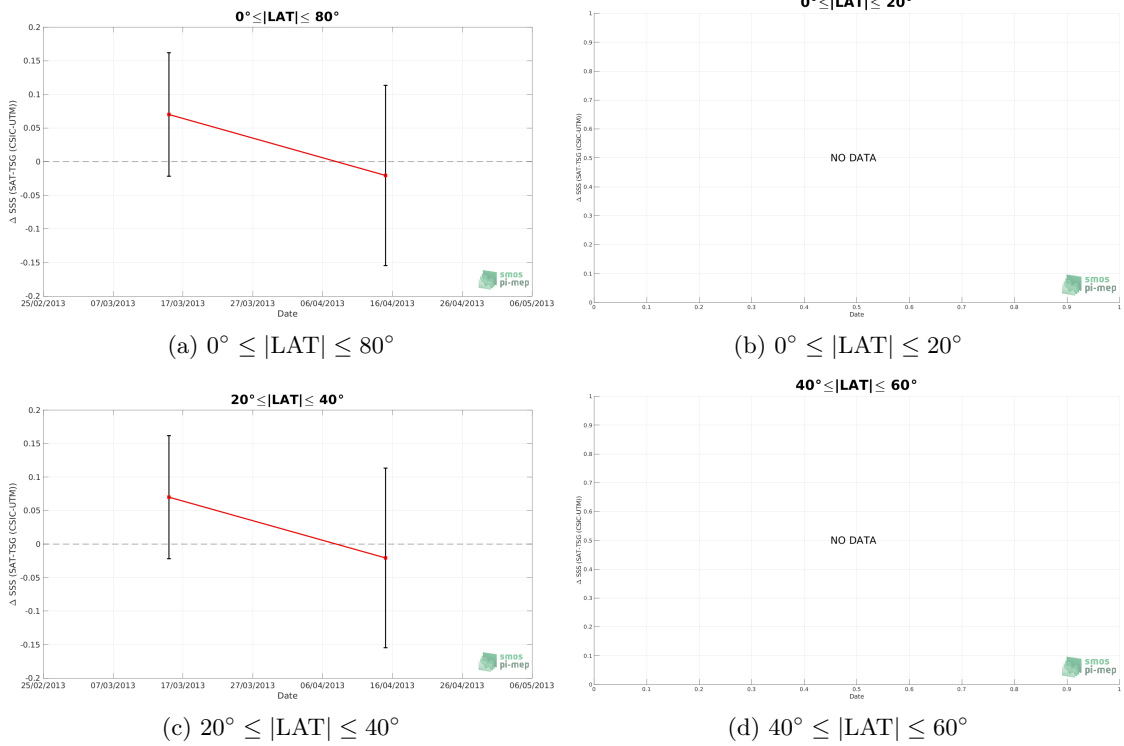 0°≤|LAT|≤ 80°
0.2
0.15
0.1
0.05
0
-0.05
-0.1
-0.15
-0.2
Δ SSS (SAT-TSG (CSIC-UTM))
25/02/2013 07/03/2013 17/03/2013 27/03/2013 06/04/2013 16/04/2013 26/04/2013 06/05/2013
Date
smos
pi-mep
(a) 0° ≤ |LAT| ≤ 80°
0°≤|LAT|≤ 20°
1
0.9
0.8
0.7
0.6
0.5
0.4
0.3
0.2
0.1
0
Δ SSS (SAT-TSG (CSIC-UTM))
NO DATA
0 0.1 0.2 0.3 0.4 0.5 0.6 0.7 0.8 0.9 1
Date
smos
pi-mep
(b) 0° ≤ |LAT| ≤ 20°
20°≤|LAT|≤ 40°
0.2
0.15
0.1
0.05
0
-0.05
-0.1
-0.15
-0.2
Δ SSS (SAT-TSG (CSIC-UTM))
25/02/2013 07/03/2013 17/03/2013 27/03/2013 06/04/2013 16/04/2013 26/04/2013 06/05/2013
Date
smos
pi-mep
(c) 20° ≤ |LAT| ≤ 40°
40°≤|LAT|≤ 60°
1
0.9
0.8
0.7
0.6
0.5
0.4
0.3
0.2
0.1
0
Δ SSS (SAT-TSG (CSIC-UTM))
NO DATA
0 0.1 0.2 0.3 0.4 0.5 0.6 0.7 0.8 0.9 1
Date
smos
pi-mep
(d) 40° ≤ |LAT| ≤ 60°